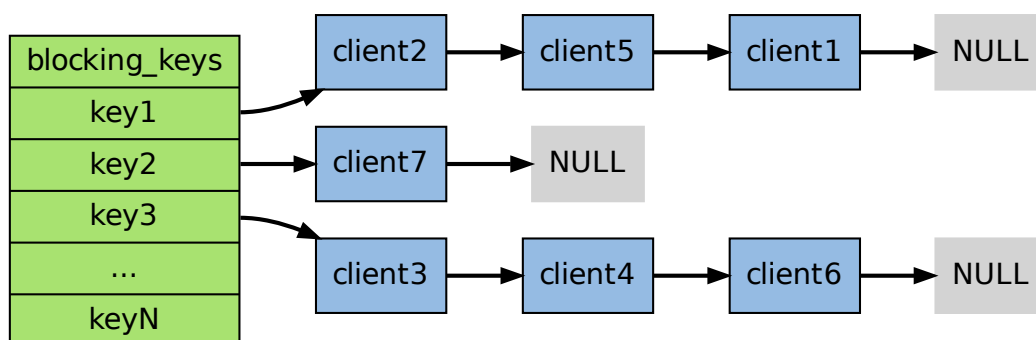 blocking_keys
key1
key2
key3
...
keyN
client2
client5
client1
NULL
client7
NULL
client3
client4
client6
NULL